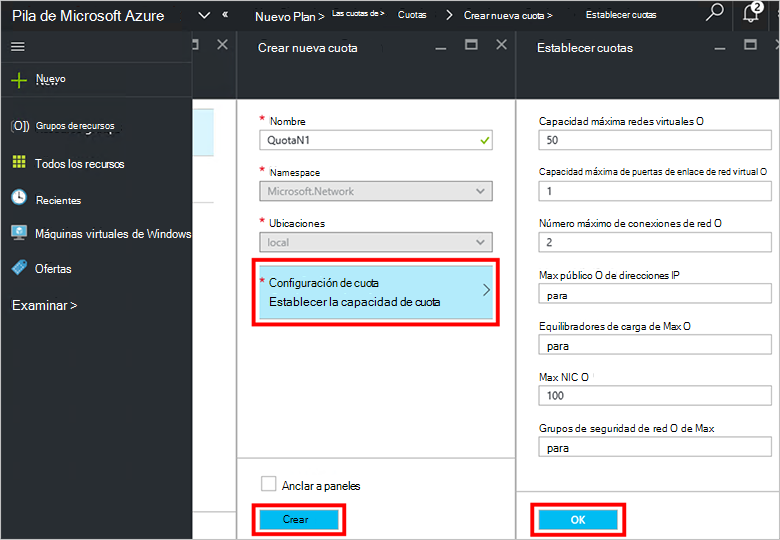 Pila de Microsoft Azure
«
Nuevo Plan >
Las cuotas de >
Cuotas
>
Crear nueva cuota >
Establecer cuotas
2
Nuevo
Grupos de recursos
Todos los recursos
Recientes
Máquinas virtuales de Windows
Ofertas
Examinar >
Crear nueva cuota
* Nombre
QuotaN1
* Namespace
Microsoft.Network
* Ubicaciones
local
* Configuración de cuota
Establecer la capacidad de cuota
Anclar a paneles
Crear
Establecer cuotas
Capacidad máxima redes virtuales O
50
Capacidad máxima de puertas de enlace de red virtual O
1
Número máximo de conexiones de red O
2
Max público O de direcciones IP
para
Equilibradores de carga de Max O
para
Max NIC O
100
Grupos de seguridad de red O de Max
para
OK